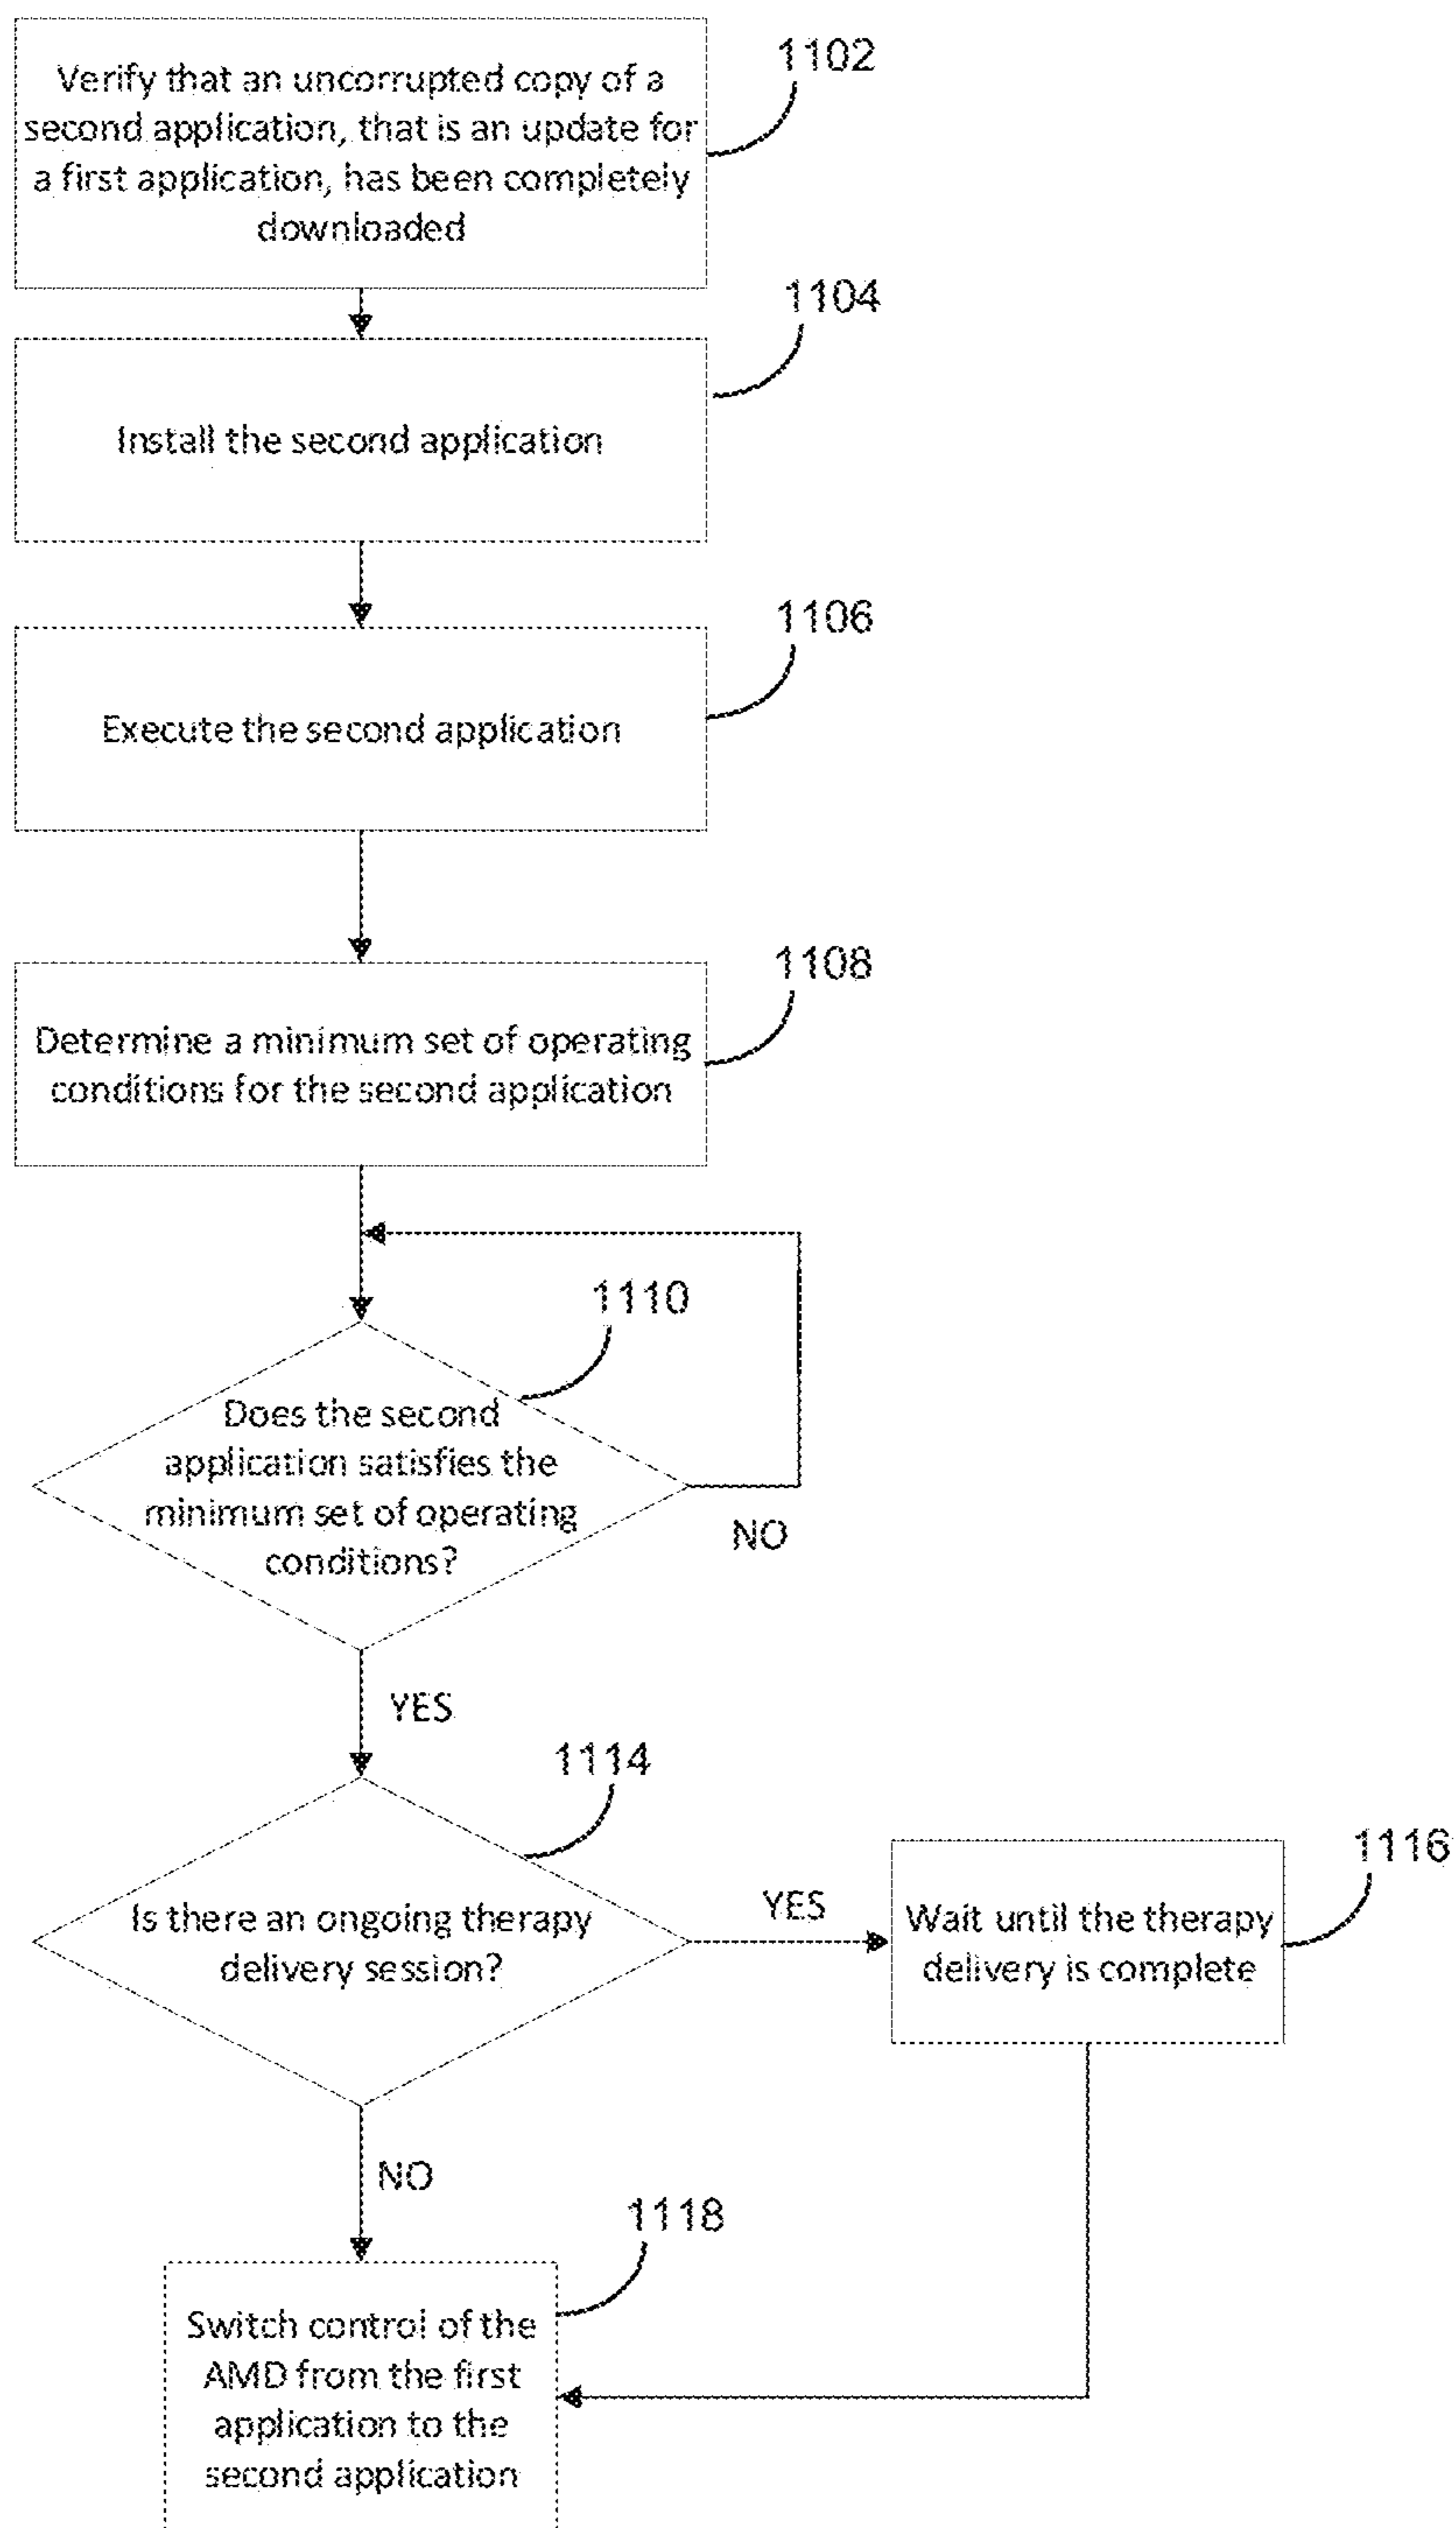 1102
Verify that an uncorrupted copy of a
second application, that is an update for
a first application, has been completely
downloaded
1104
Install the second application
1106
Execute the second application
1108
Determine a minimum set of operating
conditions for the second application
1110
Does the second
application satisfies the
minimum set of operating
conditions?
NO
YES
1114
Is there an ongoing therapy
delivery session?
YES
1116
Wait until the therapy
delivery is complete
NO
1118
Switch control of the
AMD from the first
application to the
second application